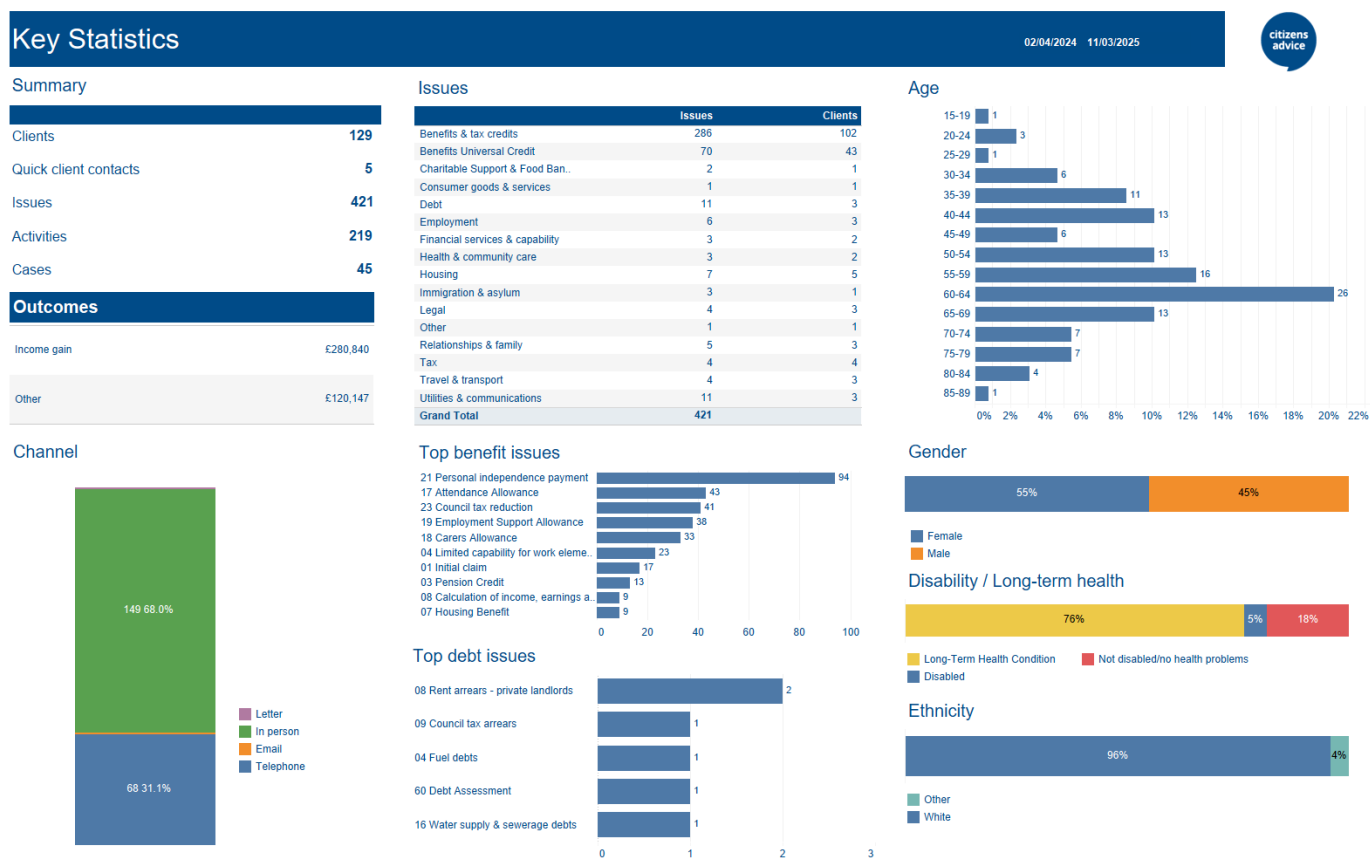 Key Statistics
02/04/2024 11/03/2025
citizens
advice
Summary
Clients 129
Quick client contacts 5
Issues 421
Activities 219
Cases 45
Outcomes
Income gain £280,840
Other £120,147
Issues
Issues Clients
Benefits & tax credits 286 102
Benefits Universal Credit 70 43
Charitable Support & Food Ban.. 2 1
Consumer goods & services 1 1
Debt 11 3
Employment 6 3
Financial services & capability 3 2
Health & community care 3 2
Housing 7 5
Immigration & asylum 3 1
Legal 4 3
Other 1 1
Relationships & family 5 3
Tax 4 4
Travel & transport 4 3
Utilities & communications 11 3
Grand Total 421
Age
15-19 1
20-24 3
25-29 1
30-34 6
35-39 11
40-44 13
45-49 6
50-54 13
55-59 16
60-64 26
65-69 13
70-74 7
75-79 7
80-84 4
85-89 1
0% 2% 4% 6% 8% 10% 12% 14% 16% 18% 20% 22%
Channel
149 68.0%
68 31.1%
Letter
In person
Email
Telephone
Top benefit issues
21 Personal independence payment 94
17 Attendance Allowance 43
23 Council tax reduction 41
19 Employment Support Allowance 38
18 Carers Allowance 33
04 Limited capability for work eleme.. 23
01 Initial claim 17
03 Pension Credit 13
08 Calculation of income, earnings a.. 9
07 Housing Benefit 9
0 20 40 60 80 100
Top debt issues
08 Rent arrears - private landlords 2
09 Council tax arrears 1
04 Fuel debts 1
60 Debt Assessment 1
16 Water supply & sewerage debts 1
0 1 2 3
Gender
55% 45%
Female
Male
Disability / Long-term health
76% 5% 18%
Long-Term Health Condition Not disabled/no health problems
Disabled
Ethnicity
96% 4%
Other
White